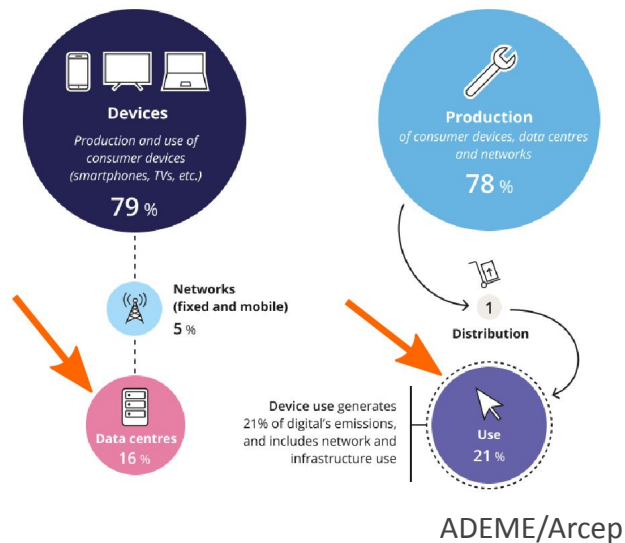 Devices
Production and use of
consumer devices
(smartphones, TVs, etc.)
79 %
Networks
(fixed and mobile)
5 %
Data centres
16 %
Production
of consumer devices, data centres
and networks
78 %
1
Distribution
Device use generates
21% of digital's emissions,
and includes network and
infrastructure use
Use
21 %
ADEME/Arcep